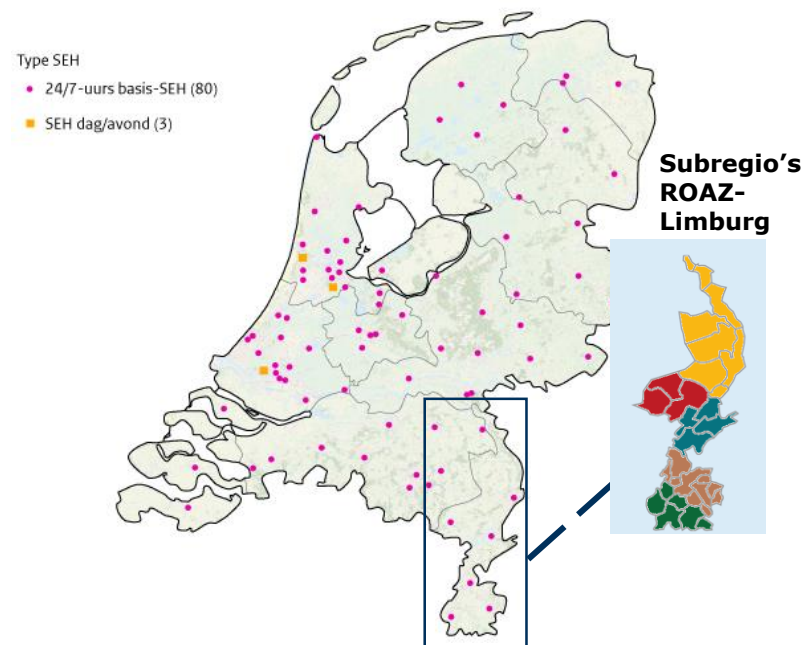 Type SEH
24/7-uurs basis-SEH (80)
SEH dag/avond (3)
Subregio’s
ROAZ-
Limburg